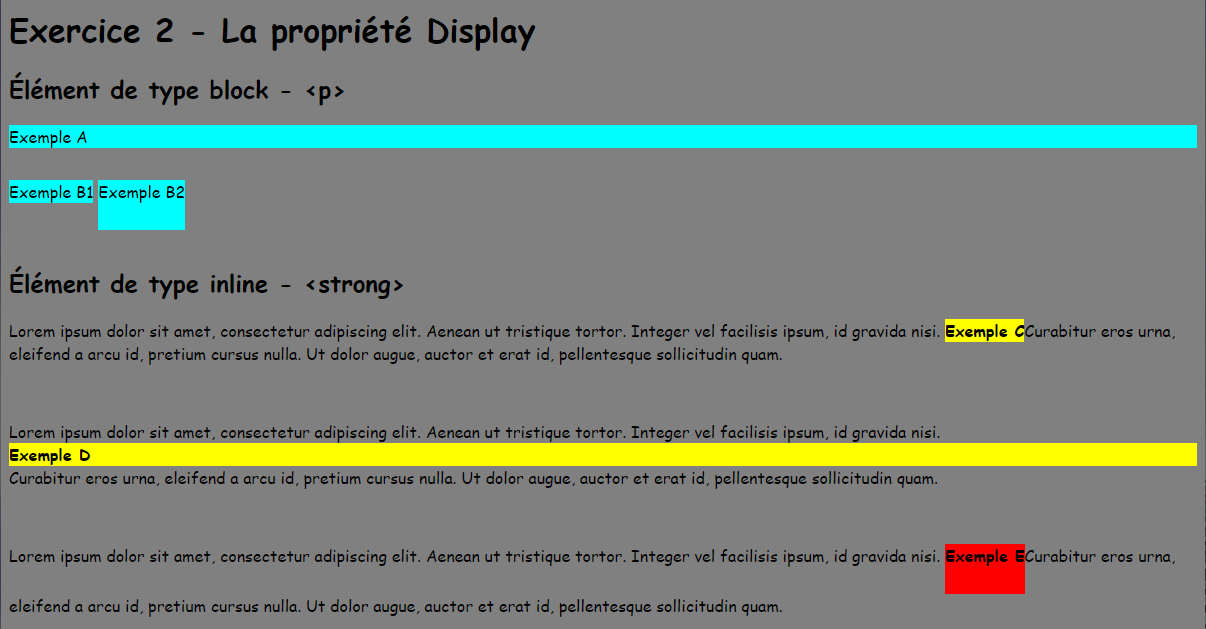 Exercice 2 - La propriété Display
Élément de type block - <p>
Exemple A
Exemple B1 Exemple B2
Élément de type inline - <strong>
Lorem ipsum dolor sit amet, consectetur adipiscing elit. Aenean ut tristique tortor. Integer vel facilisis ipsum, id gravida nisi. Exemple CCurabitur eros urna,
eleifend a arcu id, pretium cursus nulla. Ut dolor augue, auctor et erat id, pellentesque sollicitudin quam.
Lorem ipsum dolor sit amet, consectetur adipiscing elit. Aenean ut tristique tortor. Integer vel facilisis ipsum, id gravida nisi.
Exemple D
Curabitur eros urna, eleifend a arcu id, pretium cursus nulla. Ut dolor augue, auctor et erat id, pellentesque sollicitudin quam.
Lorem ipsum dolor sit amet, consectetur adipiscing elit. Aenean ut tristique tortor. Integer vel facilisis ipsum, id gravida nisi. Exemple ECurabitur eros urna,
eleifend a arcu id, pretium cursus nulla. Ut dolor augue, auctor et erat id, pellentesque sollicitudin quam.